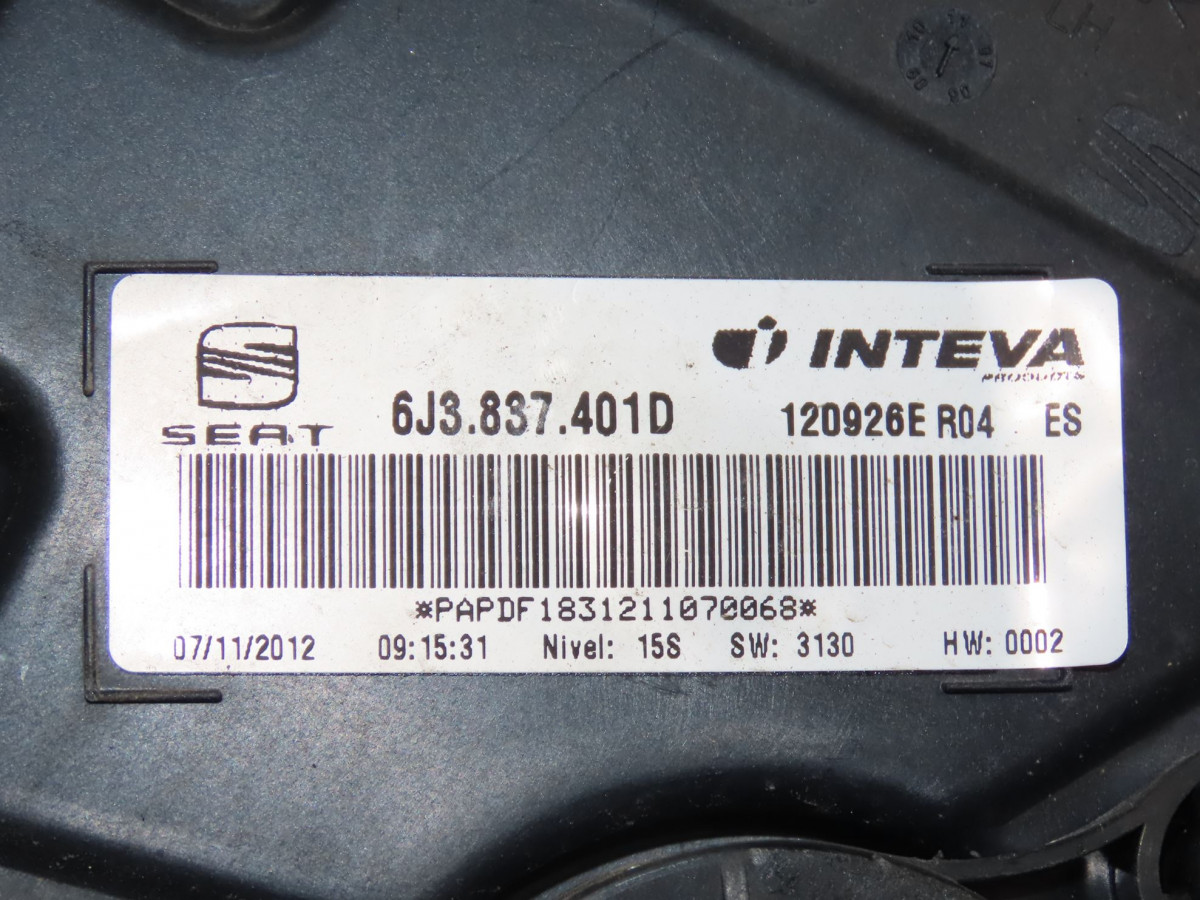 SEAT
INTEVA
PRODUCTS
6J3.837.401D
120926E R04 ES
*PAPDF1831211070068*
07/11/2012 09:15:31 Nivel: 15S SW: 3130 HW: 0002